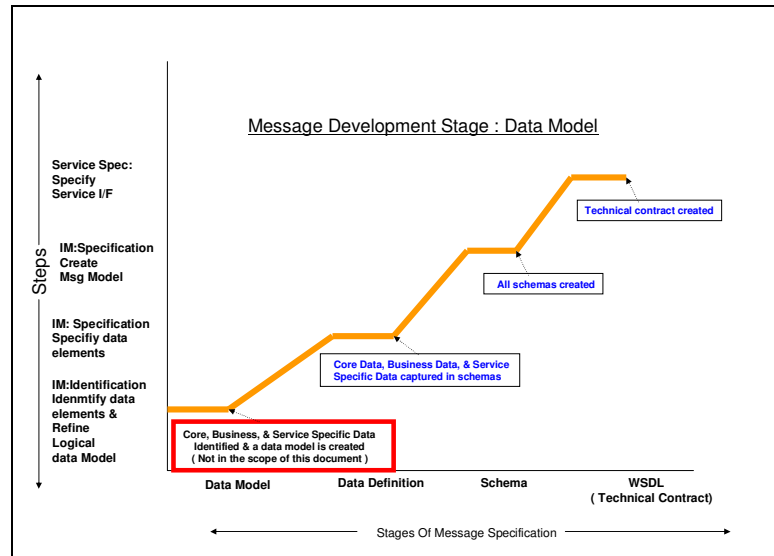 Message Development Stage : Data Model
Service Spec:
Specify
Service I/F
Technical contract created
Steps
IM:Specification
Create
Msg Model
All schemas created
IM: Specification
Specifiy data
elements
Core Data, Business Data, & Service
Specific Data captured in schemas
IM:Identification
Idenmtify data
elements &
Refine
Logical
data Model
Core, Business, & Service Specific Data
Identified & a data model is created
( Not in the scope of this document )
Data Model
Data Definition
Schema
WSDL
( Technical Contract)
Stages Of Message Specification